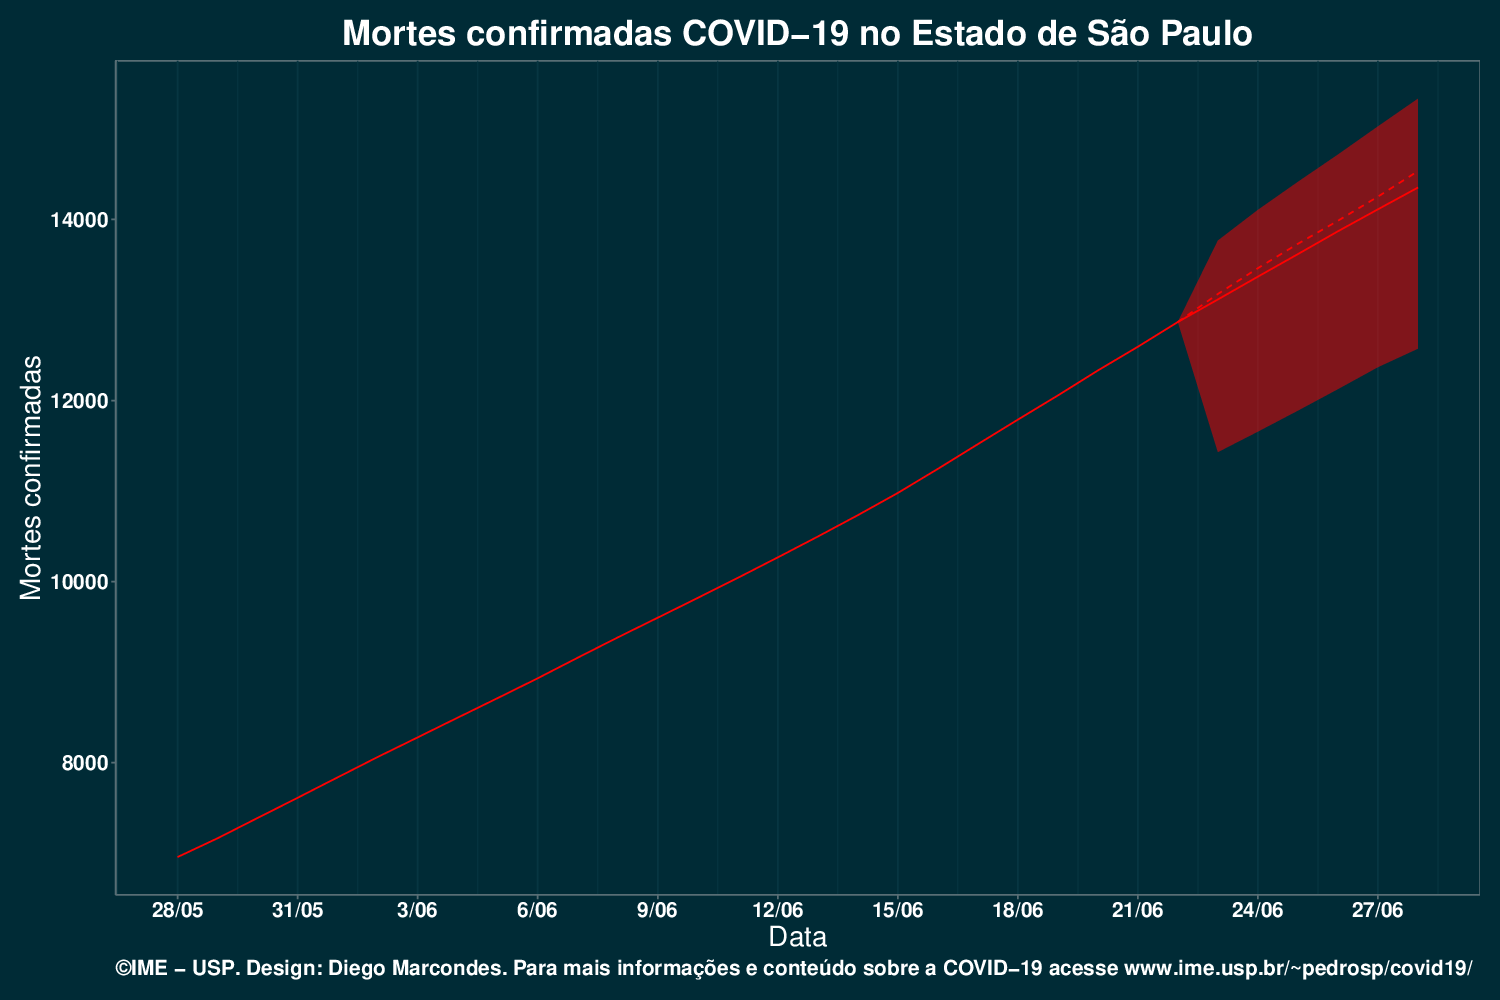 Mortes confirmadas COVID−19 no Estado de São Paulo
Mortes confirmadas
14000
12000
10000
8000
28/05 31/05 3/06 6/06 9/06 12/06 15/06 18/06 21/06 24/06 27/06
Data
©IME − USP. Design: Diego Marcondes. Para mais informações e conteúdo sobre a COVID−19 acesse www.ime.usp.br/~pedrosp/covid19/